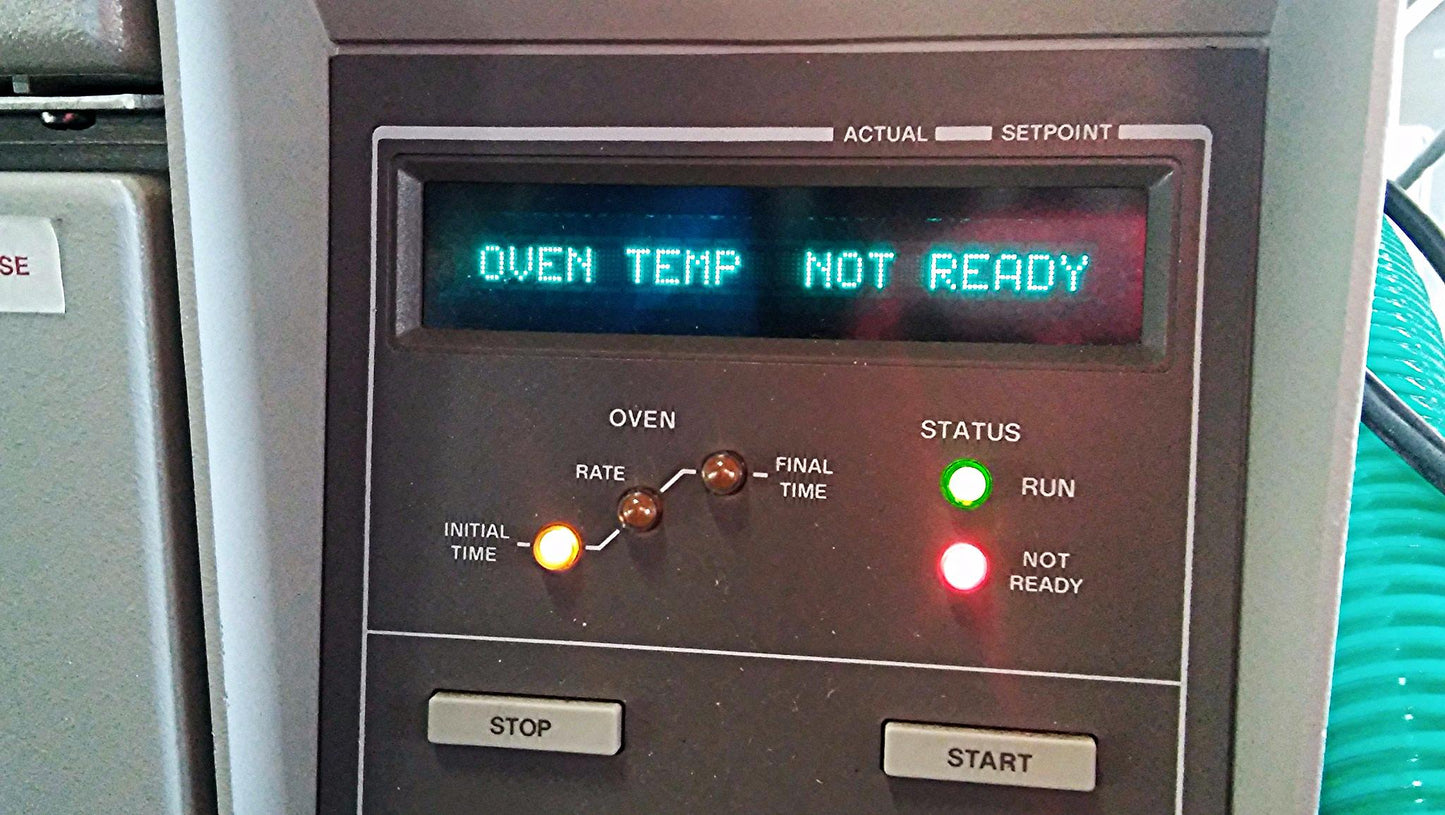 SE
ACTUAL SETPOINT
OVEN TEMP NOT READY
OVEN
RATE
FINAL
TIME
INITIAL
TIME
STATUS
RUN
NOT
READY
STOP
START